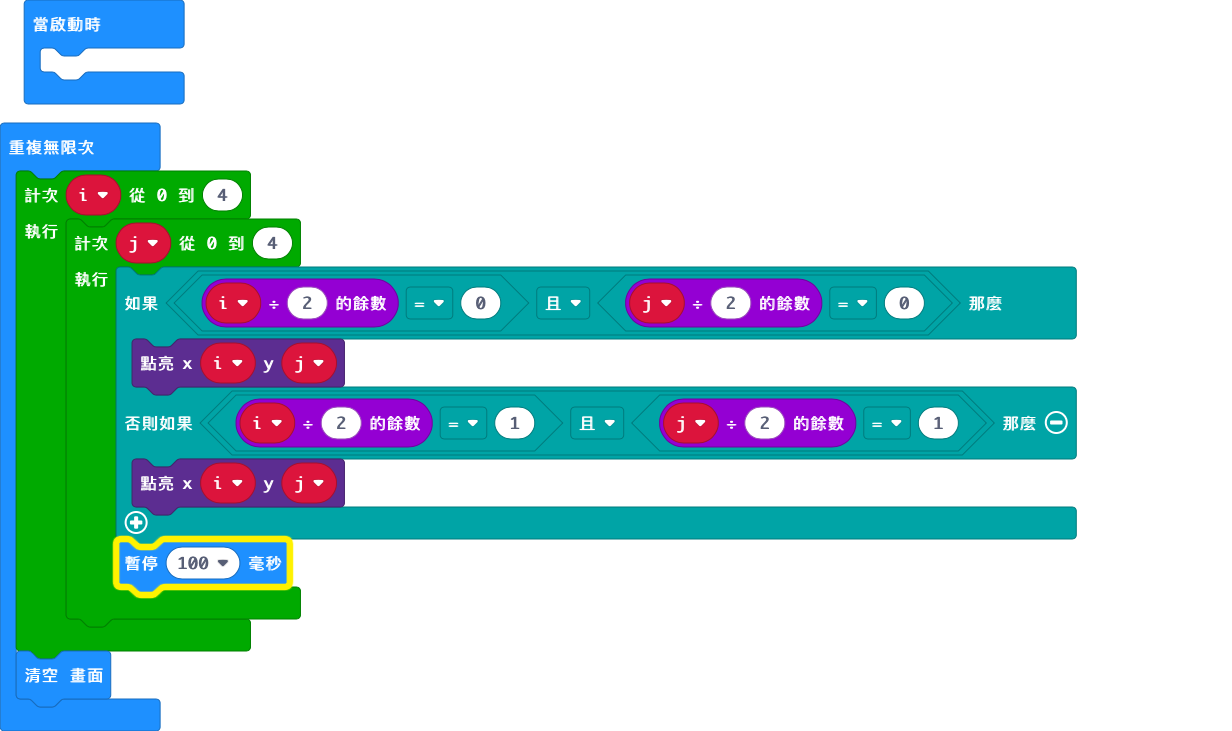 當啟動時
重複無限次
計次 i 從 0 到 4
執行 計次 j 從 0 到 4
執行
如果 i ÷ 2 的餘數 = 0 且 j ÷ 2 的餘數 = 0 那麼
點亮 x i y j
否則如果 i ÷ 2 的餘數 = 1 且 j ÷ 2 的餘數 = 1 那麼
點亮 x i y j
暫停 100 毫秒
清空 畫面